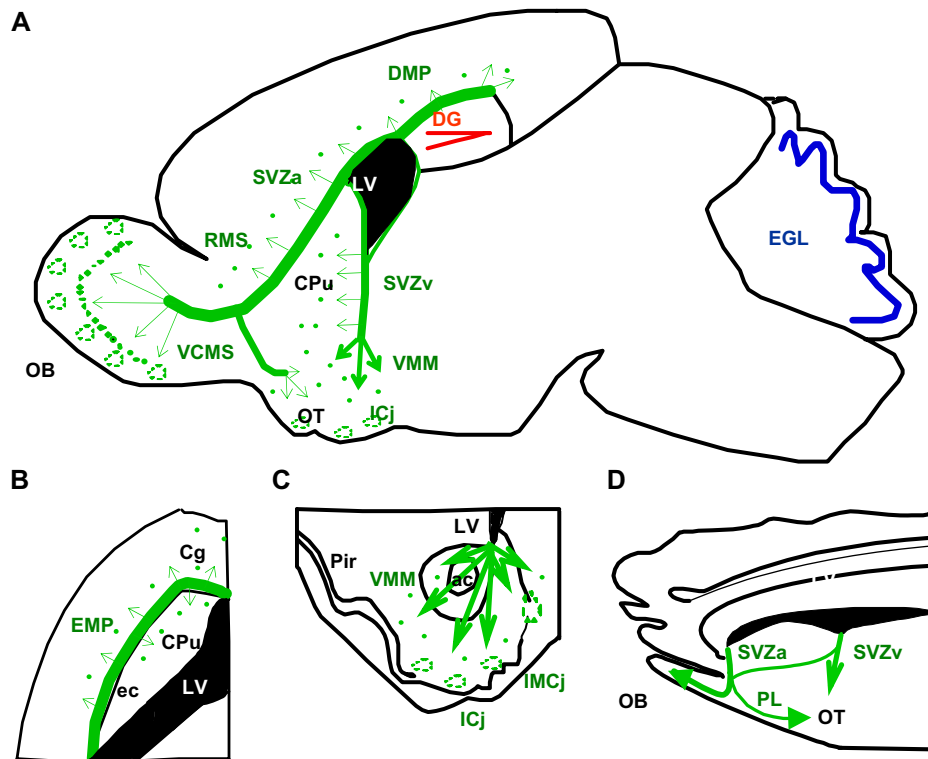 A
DMP
DG
SVZa
LV
RMS
EGL
CPu
SVZv
VCMS
OB
VMM
OT
ICj
B
C
D
Cg
LV
Pir
VMM
ac
LV
EMP
CPu
SVZa
SVZv
ec
LV
IMCj
OB
PL
OT
ICj